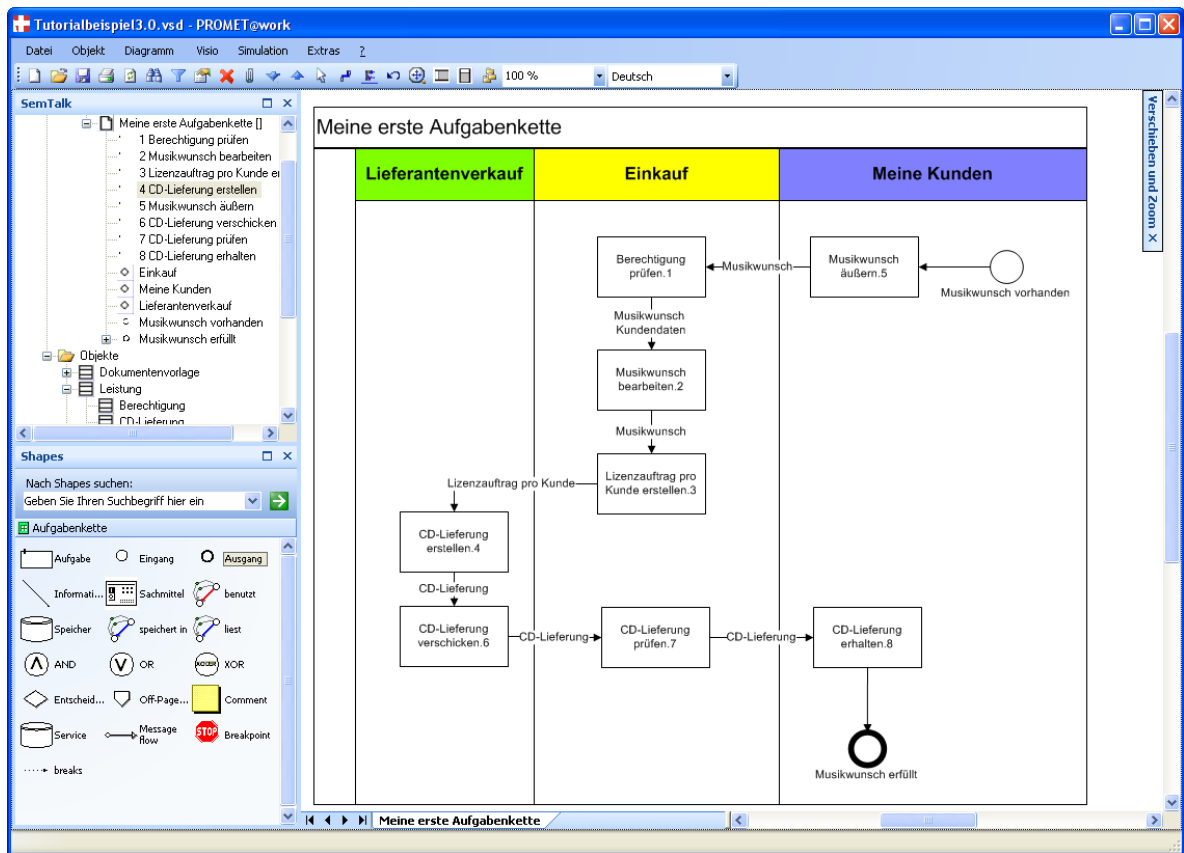 Tutorialbeispiel3.0.vsd - PROMET@work
Datei Objekt Diagramm Visio Simulation Extras ?
100 % Deutsch
SemTalk
Meine erste Aufgabenkette []
1 Berechtigung prüfen
2 Musikwunsch bearbeiten
3 Lizenzauftrag pro Kunde er
4 CD-Lieferung erstellen
5 Musikwunsch äußern
6 CD-Lieferung verschicken
7 CD-Lieferung prüfen
8 CD-Lieferung erhalten
Einkauf
Meine Kunden
Lieferantenverkauf
Musikwunsch vorhanden
Musikwunsch erfüllt
Objekte
Dokumentenvorlage
Leistung
Berechtigung
CD-Lieferung
Shapes
Nach Shapes suchen:
Geben Sie Ihren Suchbegriff hier ein
Aufgabenkette
Aufgabe Eingang Ausgang
Informati... Sachmittel benutzt
Speicher speichert in liest
AND OR XOR
Entscheid... Off-Page... Comment
Service Message flow STOP Breakpoint
breaks
Meine erste Aufgabenkette
Lieferantenverkauf Einkauf Meine Kunden
Berechtigung
prüfen.1
Musikwunsch
Musikwunsch
äußern.5
Musikwunsch vorhanden
Musikwunsch
Kundendaten
Musikwunsch
bearbeiten.2
Musikwunsch
Lizenzauftrag pro
Kunde erstellen.3
Lizenzauftrag pro Kunde
CD-Lieferung
erstellen.4
CD-Lieferung
CD-Lieferung
verschicken.6
CD-Lieferung
CD-Lieferung
prüfen.7
CD-Lieferung
CD-Lieferung
erhalten.8
Musikwunsch erfüllt
Verschieben und Zoom
Meine erste Aufgabenkette